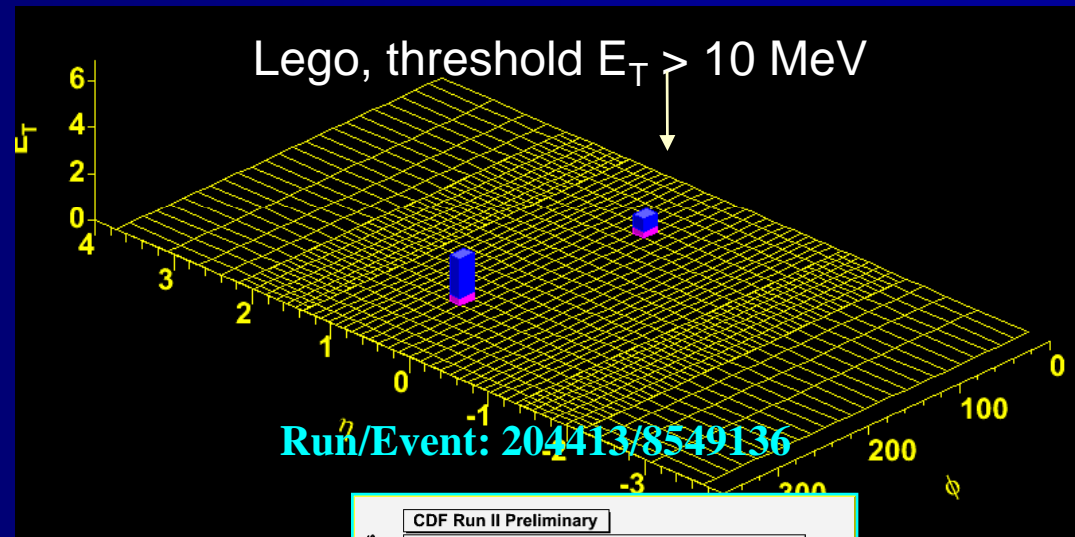 Lego, threshold E_T > 10 MeV
6
4
2
0
E_T
4
3
2
1
0
-1
-2
-3
η
0
100
200
300
φ
Run/Event: 204413/8549136
CDF Run II Preliminary